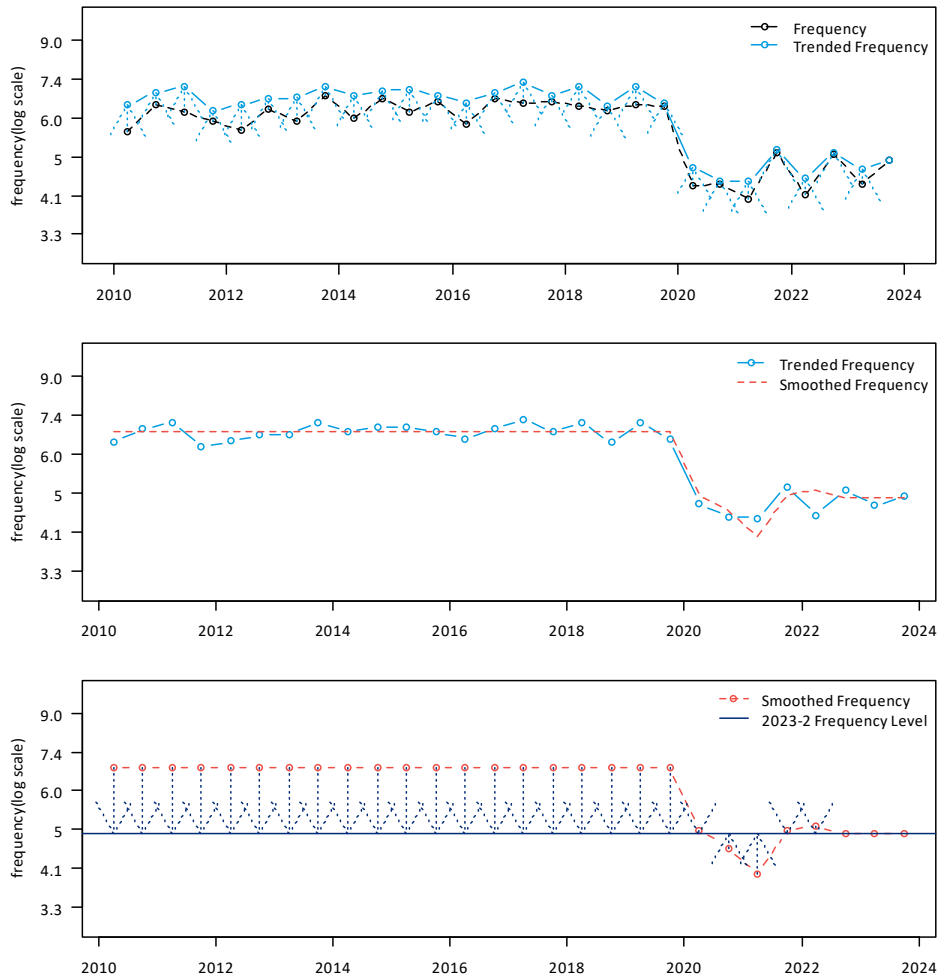 frequency(log scale)
9.0
7.4
6.0
5
4.1
3.3
Frequency
Trended Frequency
2010 2012 2014 2016 2018 2020 2022 2024
frequency(log scale)
9.0
7.4
6.0
5
4.1
3.3
Trended Frequency
Smoothed Frequency
2010 2012 2014 2016 2018 2020 2022 2024
frequency(log scale)
9.0
7.4
6.0
5
4.1
3.3
Smoothed Frequency
2023-2 Frequency Level
2010 2012 2014 2016 2018 2020 2022 2024